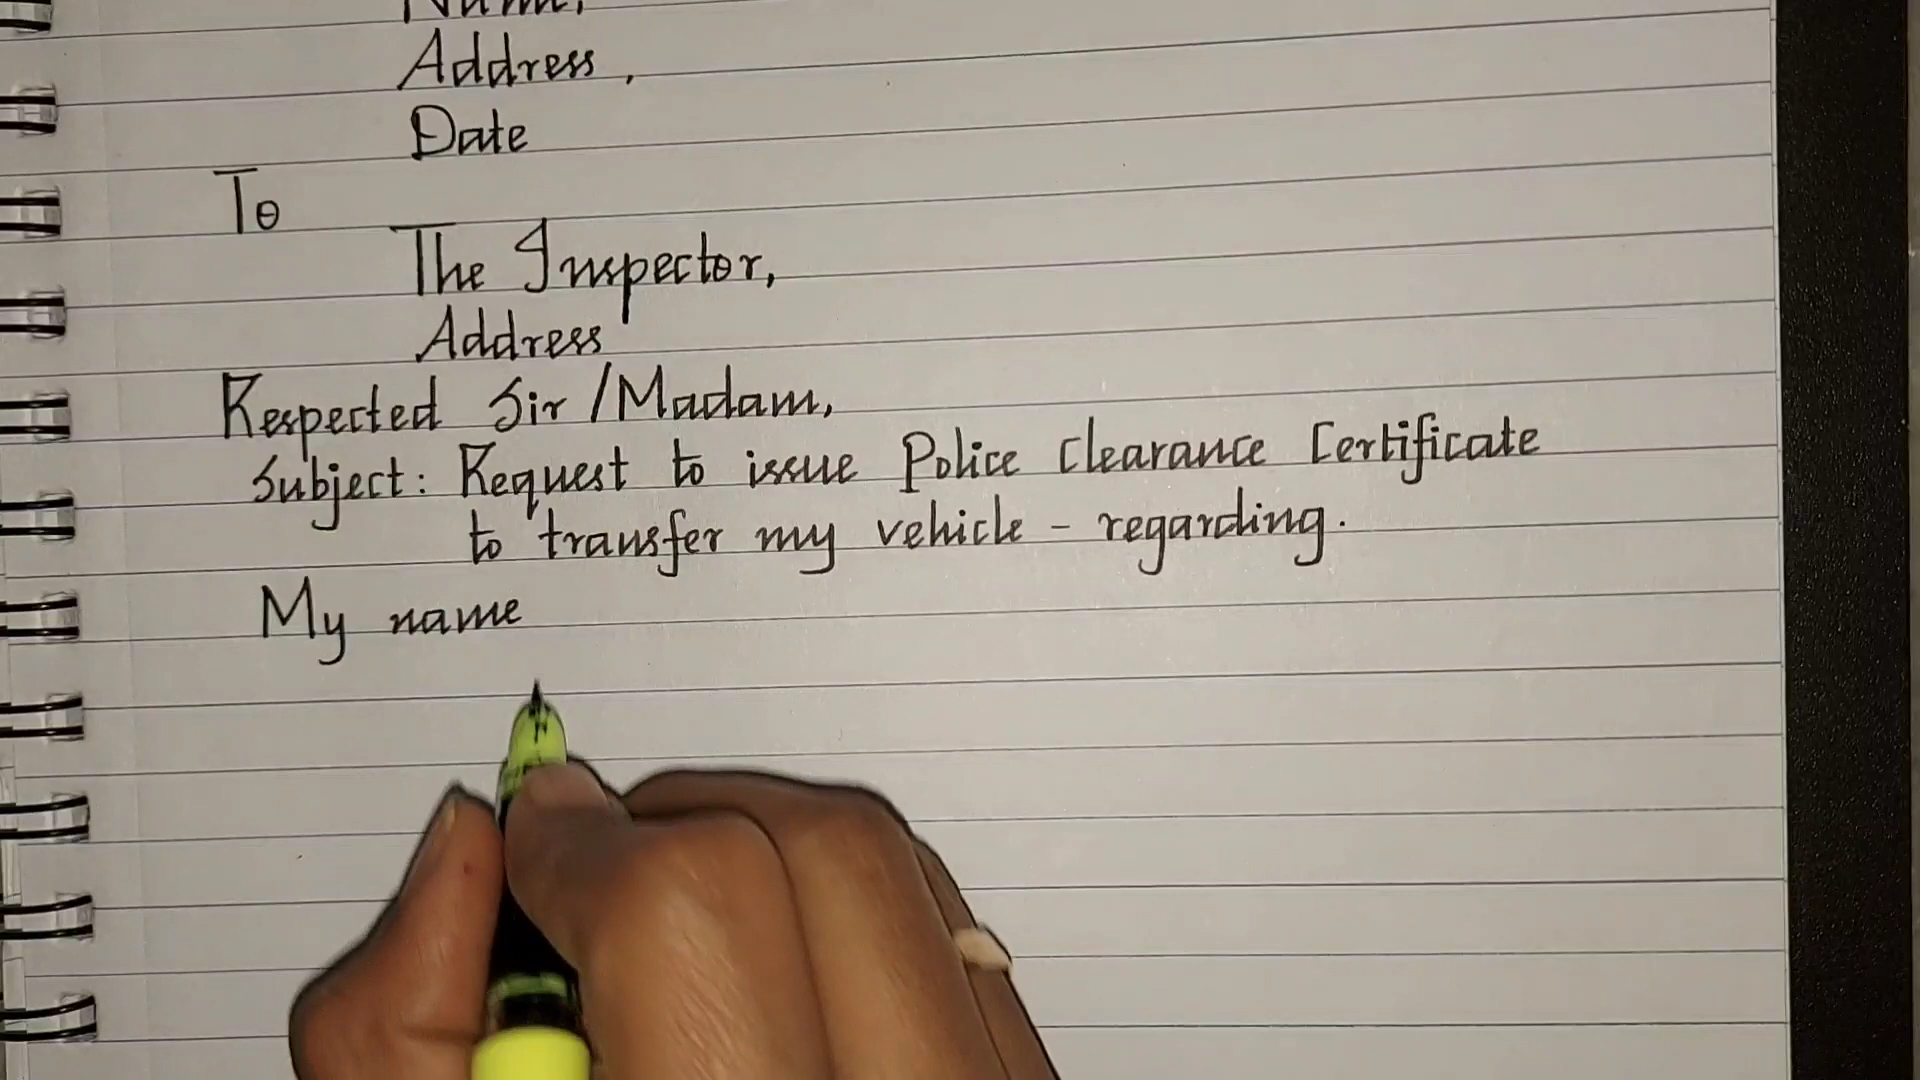 Name,
Address,
Date
To
The Inspector,
Address
Respected Sir/Madam,
Subject: Request to issue Police Clearance Certificate
to transfer my vehicle - regarding.
My name